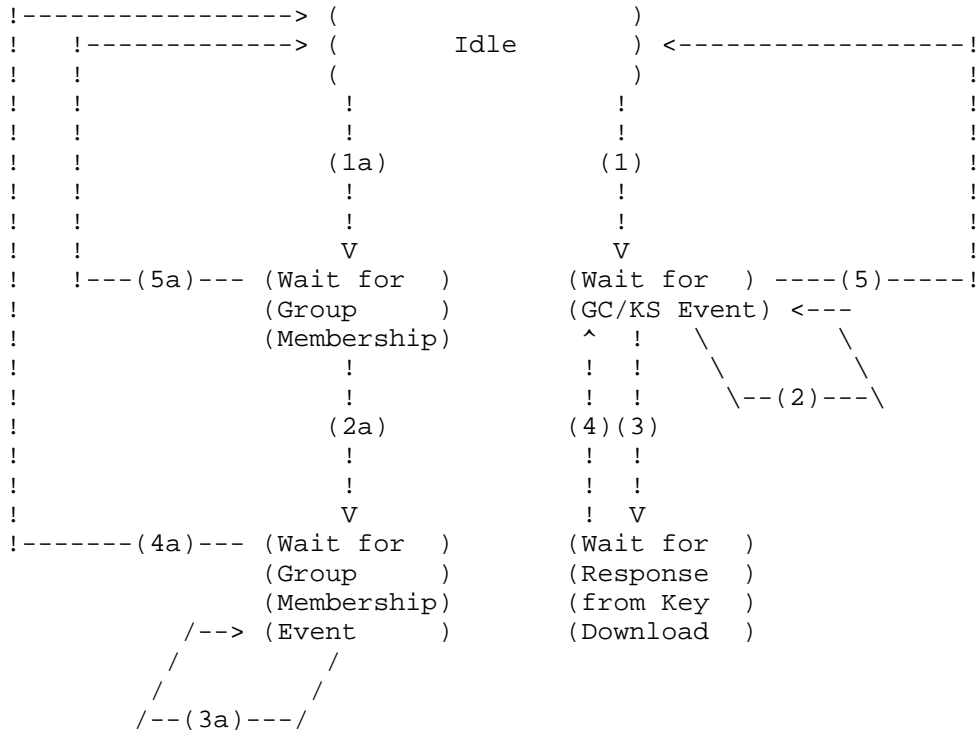 !-----------------> (                   )
!   !-------------> (       Idle        ) <------------------!
!   !               (                   )                    !
!   !                !                 !                     !
!   !                !                 !                     !
!   !               (1a)              (1)                    !
!   !                !                 !                     !
!   !                !                 !                     !
!   !                V                 V                     !
!   !---(5a)--- (Wait for  )       (Wait for  ) ----(5)-----!
!               (Group     )       (GC/KS Event) <---
!               (Membership)        ^  !   \        \
!                    !              !  !    \        \
!                    !              !  !     \--(2)---\
!                   (2a)           (4)(3)
!                    !              !  !
!                    !              !  !
!                    V              !  V
!-------(4a)--- (Wait for  )       (Wait for  )
                (Group     )       (Response  )
                (Membership)       (from Key  )
           /--> (Event     )       (Download  )
          /         /
         /         /
        /--(3a)---/